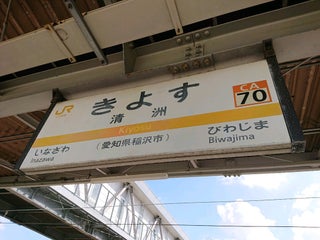 JR
きよす
清洲
Kiyosu
(愛知県稲沢市)
CA
70
いなざわ
Inazawa
びわじま
Biwajima